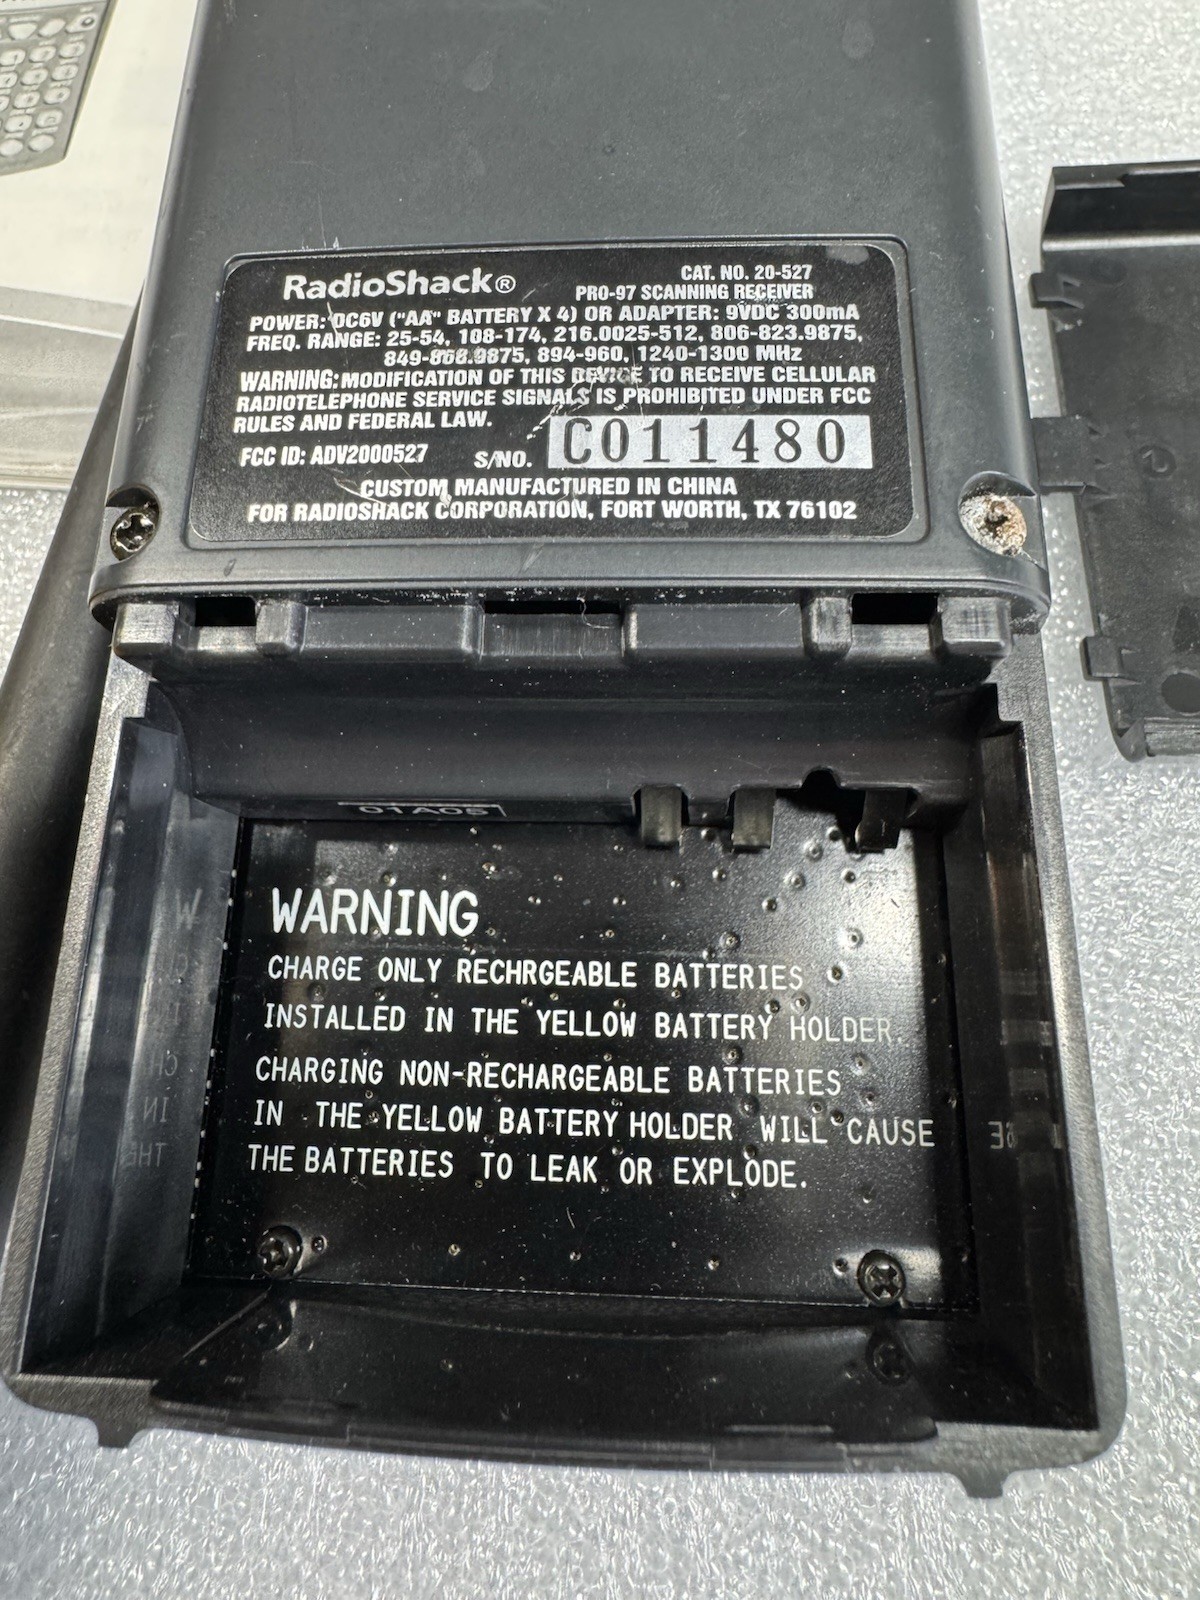 RadioShack®
CAT. NO. 20-527
PRO-97 SCANNING RECEIVER
POWER: DC6V ("AA" BATTERY X 4) OR ADAPTER: 9VDC 300mA
FREQ. RANGE: 25-54, 108-174, 216.0025-512, 806-823.9875,
849-868.9875, 894-960, 1240-1300 MHz
WARNING: MODIFICATION OF THIS DEVICE TO RECEIVE CELLULAR
RADIOTELEPHONE SERVICE SIGNALS IS PROHIBITED UNDER FCC
RULES AND FEDERAL LAW.
FCC ID: ADV2000527
S/NO. C011480
CUSTOM MANUFACTURED IN CHINA
FOR RADIOSHACK CORPORATION, FORT WORTH, TX 76102
01A05
WARNING
CHARGE ONLY RECHRGEABLE BATTERIES
INSTALLED IN THE YELLOW BATTERY HOLDER.
CHARGING NON-RECHARGEABLE BATTERIES
IN THE YELLOW BATTERY HOLDER WILL CAUSE
THE BATTERIES TO LEAK OR EXPLODE.